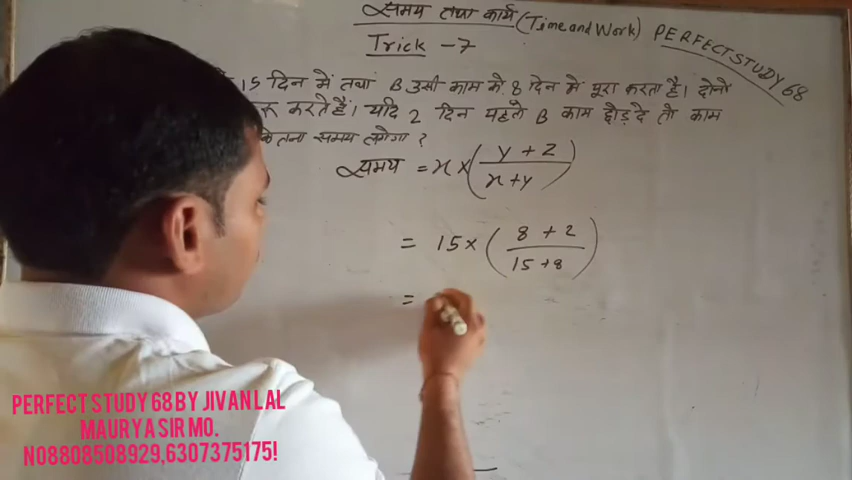 समय तथा कार्य (Time and Work) PERFECT STUDY 68
Trick - 7
15 दिन में तथा B उसी काम को 8 दिन में पूरा करता है। दोनो
करते हैं। यदि 2 दिन पहले B काम छोड़ दे तो काम
समय लगेगा ?
समय = x × ( y + z / x + y )
= 15 × ( 8 + 2 / 15 + 8 )
=
PERFECT STUDY 68 BY JIVAN LAL
MAURYA SIR MO.
NO8808508929,6307375175!